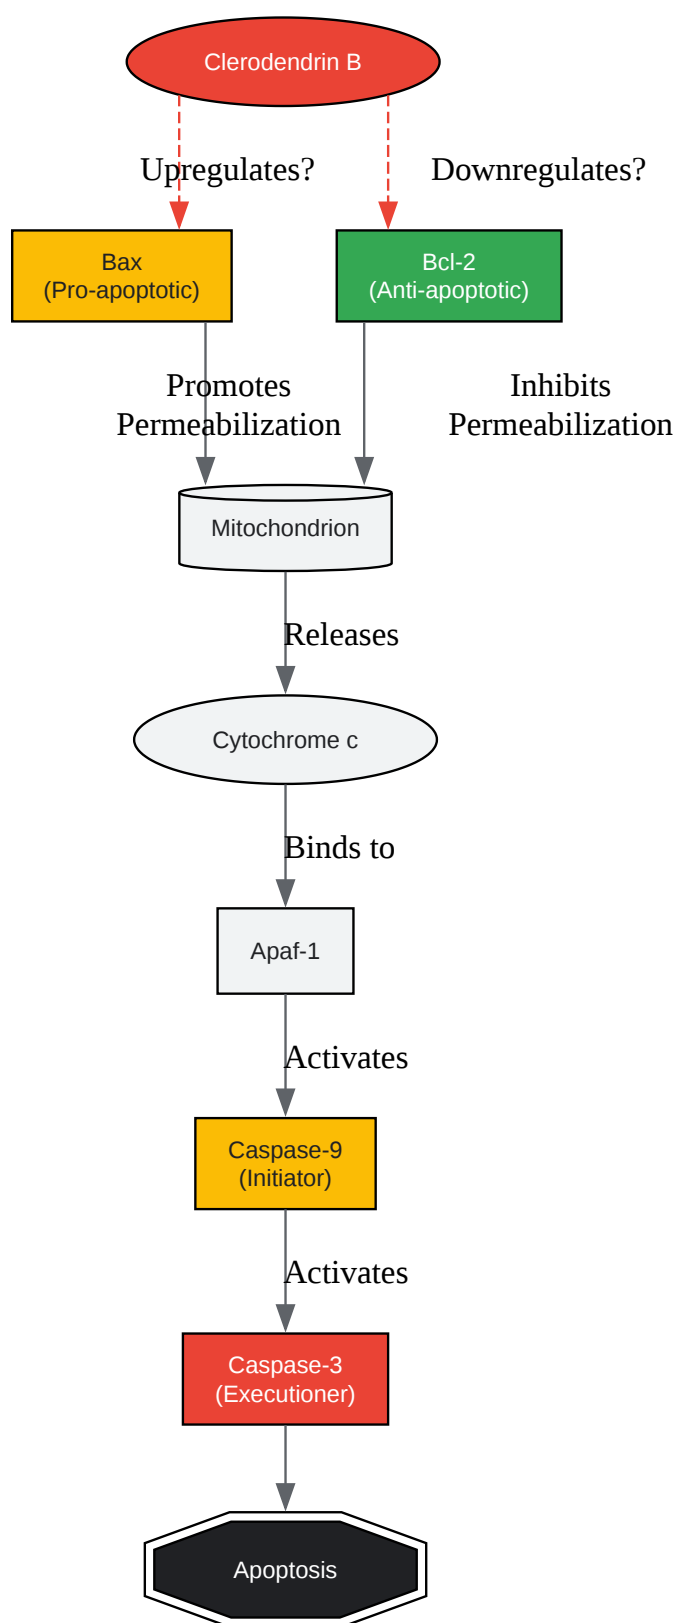 Clerodendrin B
Upregulates?
Downregulates?
Bax
(Pro-apoptotic)
Bcl-2
(Anti-apoptotic)
Promotes
Permeabilization
Inhibits
Permeabilization
Mitochondrion
Releases
Cytochrome c
Binds to
Apaf-1
Activates
Caspase-9
(Initiator)
Activates
Caspase-3
(Executioner)
Apoptosis